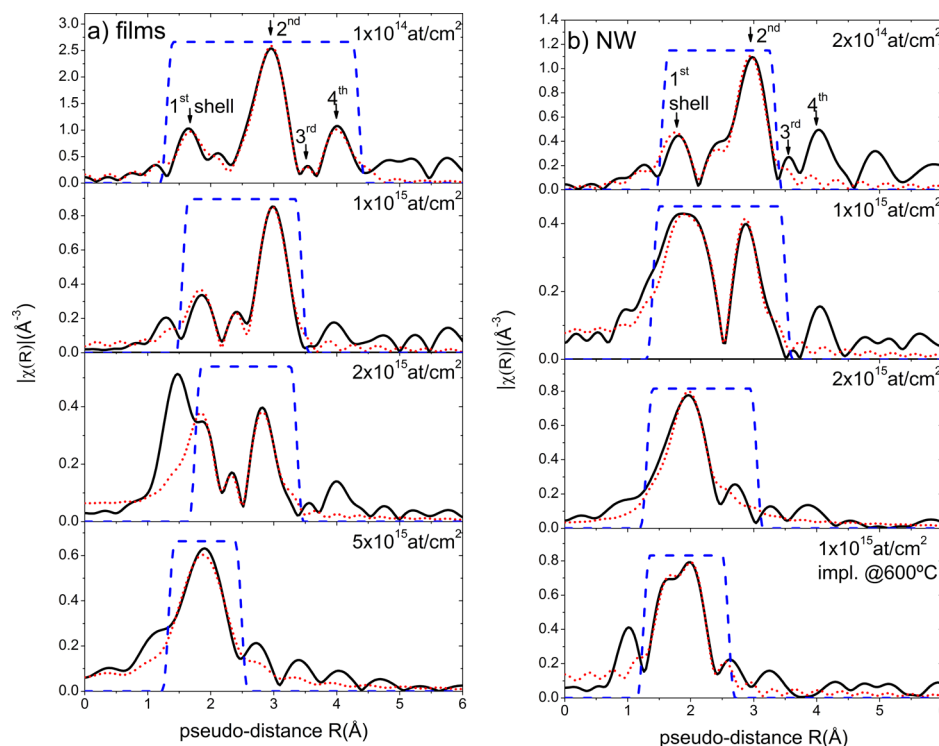 a) films
1x10¹⁴at/cm²
2ⁿᵈ
1ˢᵗ shell
3ʳᵈ
4ᵗʰ
3.0
2.5
2.0
1.5
1.0
0.5
0.0
1x10¹⁵at/cm²
0.8
0.6
0.4
0.2
0.0
2x10¹⁵at/cm²
0.4
0.2
0.0
5x10¹⁵at/cm²
0.6
0.4
0.2
0.0
|χ(R)|(Å⁻³)
0 1 2 3 4 5 6
pseudo-distance R(Å)
b) NW
2x10¹⁴at/cm²
2ⁿᵈ
1ˢᵗ
shell
3ʳᵈ
4ᵗʰ
1.4
1.2
1.0
0.8
0.6
0.4
0.2
0.0
1x10¹⁵at/cm²
0.4
0.2
0.0
2x10¹⁵at/cm²
0.8
0.6
0.4
0.2
0.0
1x10¹⁵at/cm²
impl. @600ºC
0.8
0.6
0.4
0.2
0.0
|χ(R)|(Å⁻³)
0 1 2 3 4 5
pseudo-distance R(Å)